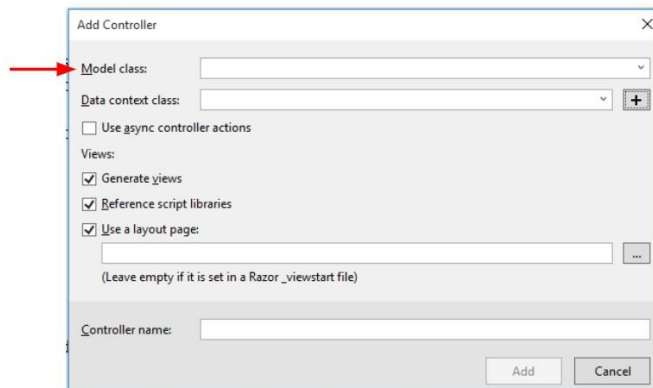 Add Controller
Model class:
Data context class:
Use async controller actions
Views:
Generate views
Reference script libraries
Use a layout page:
...
(Leave empty if it is set in a Razor _viewstart file)
Controller name:
Add Cancel